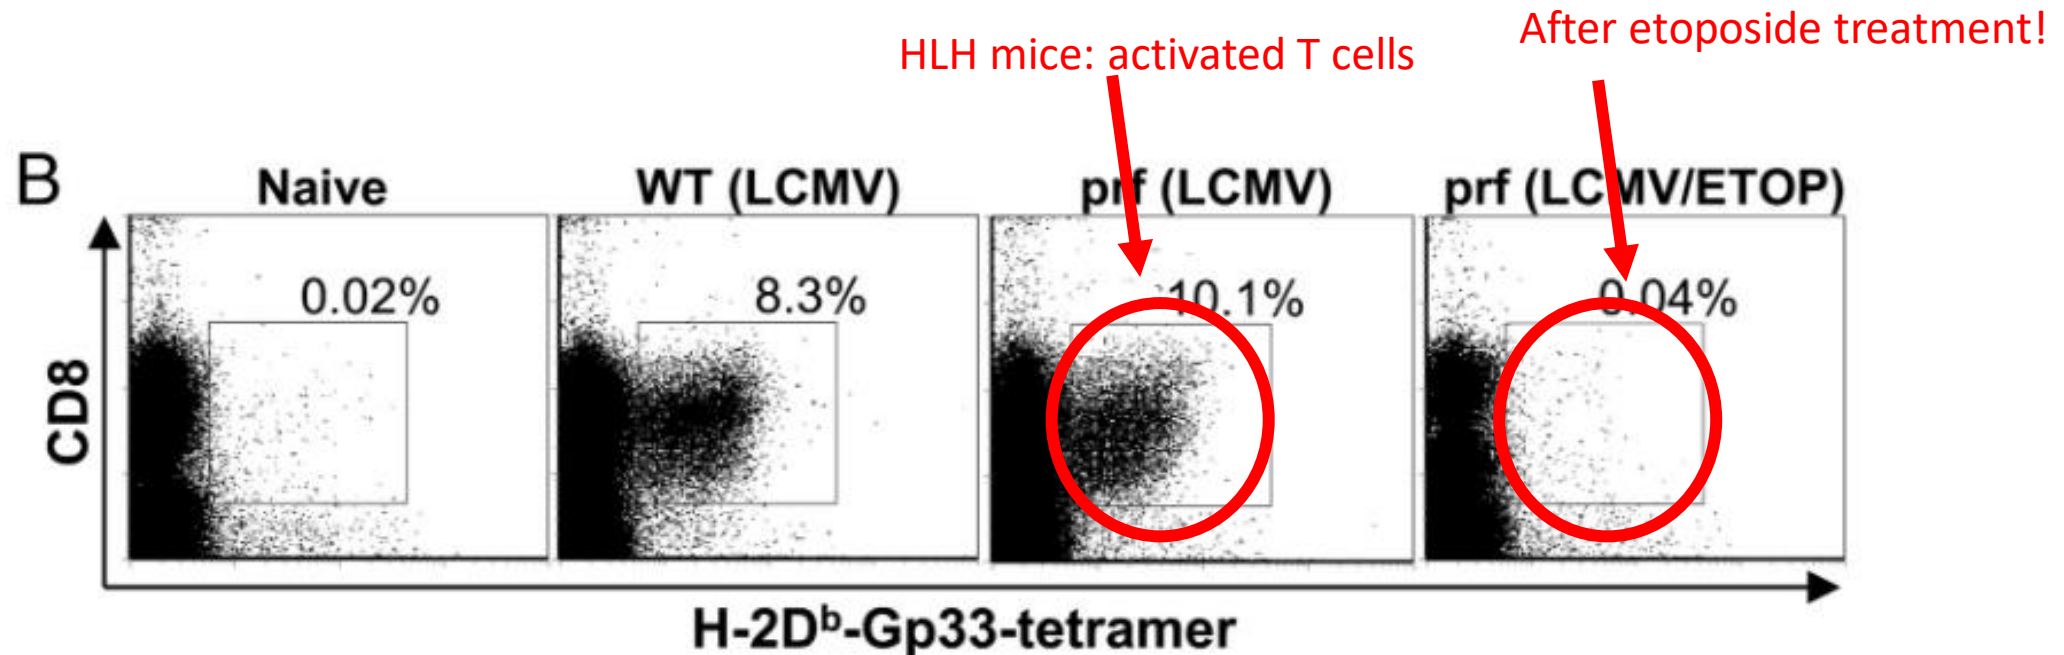 After etoposide treatment!
HLH mice: activated T cells
B
Naive
WT (LCMV)
prf (LCMV)
prf (LCMV/ETOP)
0.02%
8.3%
10.1%
0.04%
CD8
H-2Dᵇ-Gp33-tetramer